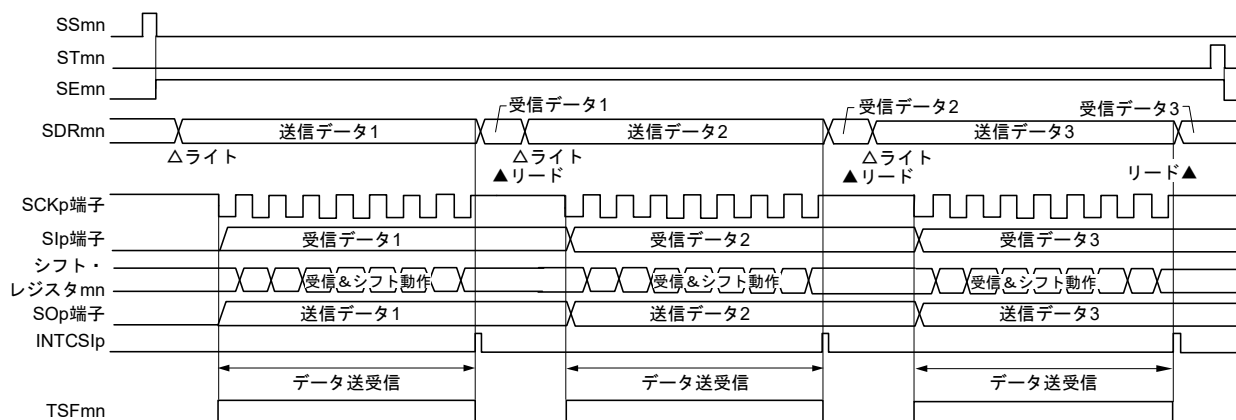 SSmn
STmn
SEmn
受信データ1 受信データ2 受信データ3
SDRmn 送信データ1 送信データ2 送信データ3
△ライト △ライト △ライト
▲リード ▲リード リード▲
SCKp端子
SIp端子 受信データ1 受信データ2 受信データ3
シフト・
レジスタmn 受信&シフト動作 受信&シフト動作 受信&シフト動作
SOp端子 送信データ1 送信データ2 送信データ3
INTCSIp
データ送受信 データ送受信 データ送受信
TSFmn